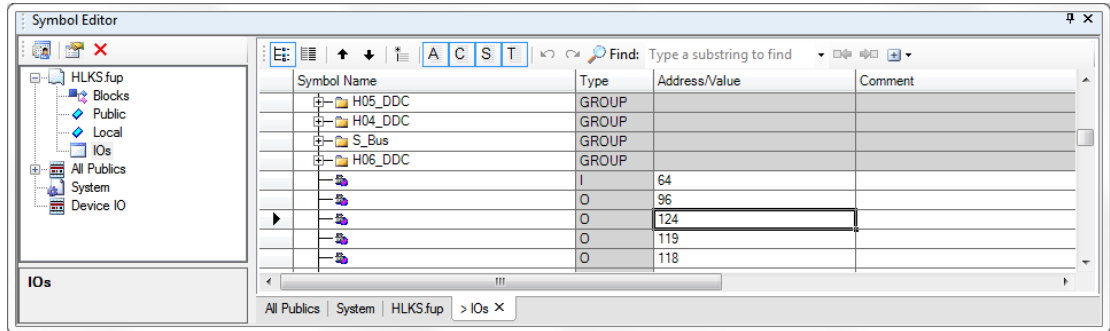 Symbol Editor
A C S T Find: Type a substring to find
HLKS.fup
Blocks
Public
Local
IOs
All Publics
System
Device IO
IOs
Symbol Name Type Address/Value Comment
H05_DDC GROUP
H04_DDC GROUP
S_Bus GROUP
H06_DDC GROUP
I 64
O 96
O 124
O 119
O 118
All Publics System HLKS.fup > IOs